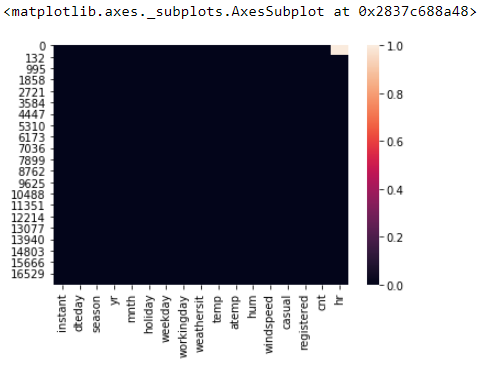 <matplotlib.axes._subplots.AxesSubplot at 0x2837c688a48>
0
132
995
1858
2721
3584
4447
5310
6173
7036
7899
8762
9625
10488
11351
12214
13077
13940
14803
15666
16529
instant
dteday
season
yr
mnth
holiday
weekday
workingday
weathersit
temp
atemp
hum
windspeed
casual
registered
cnt
hr
1.0
0.8
0.6
0.4
0.2
0.0